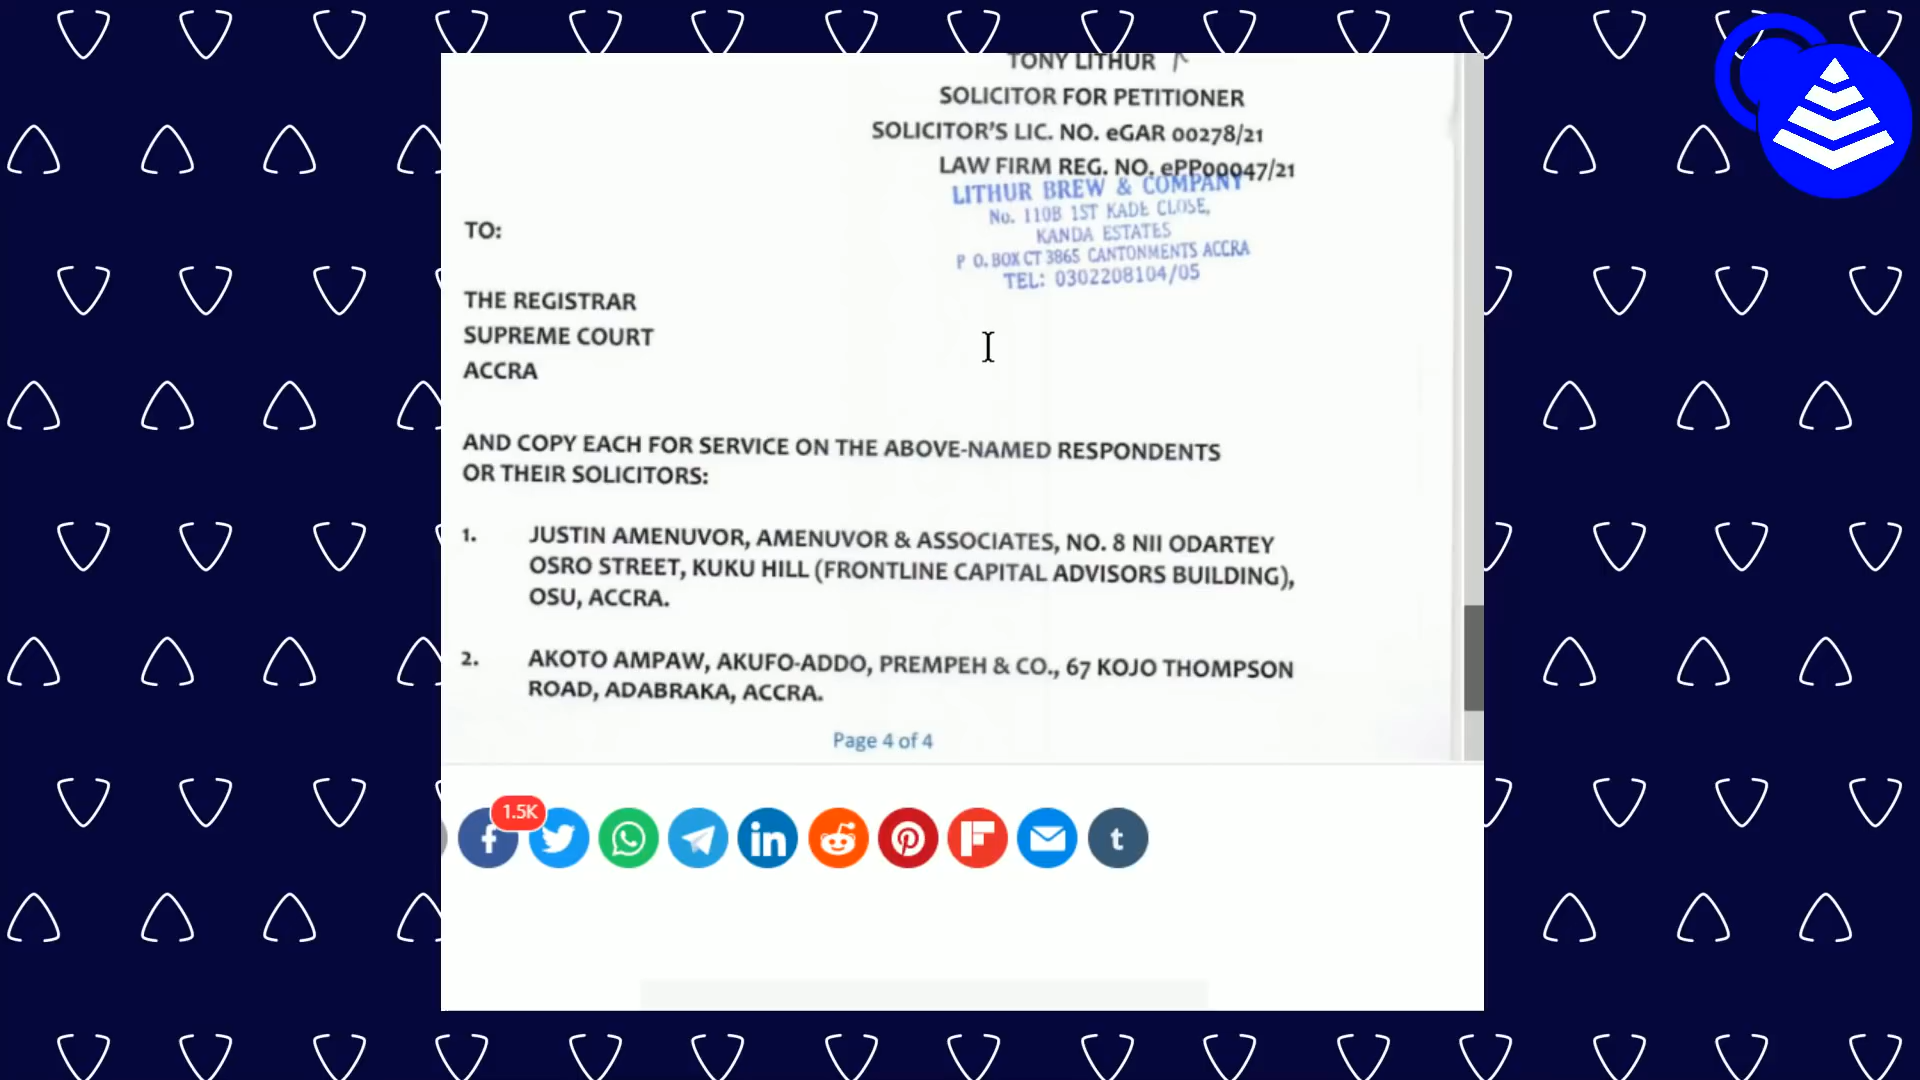 TONY LITHUR
SOLICITOR FOR PETITIONER
SOLICITOR'S LIC. NO. eGAR 00278/21
LAW FIRM REG. NO. ePP00047/21
LITHUR BREW & COMPANY
No. 110B 1ST KADE CLOSE,
KANDA ESTATES
P O. BOX CT 3865 CANTONMENTS ACCRA
TEL: 0302208104/05
TO:
THE REGISTRAR
SUPREME COURT
ACCRA
AND COPY EACH FOR SERVICE ON THE ABOVE-NAMED RESPONDENTS
OR THEIR SOLICITORS:
1. JUSTIN AMENUVOR, AMENUVOR & ASSOCIATES, NO. 8 NII ODARTEY
OSRO STREET, KUKU HILL (FRONTLINE CAPITAL ADVISORS BUILDING),
OSU, ACCRA.
2. AKOTO AMPAW, AKUFO-ADDO, PREMPEH & CO., 67 KOJO THOMPSON
ROAD, ADABRAKA, ACCRA.
Page 4 of 4
1.5K